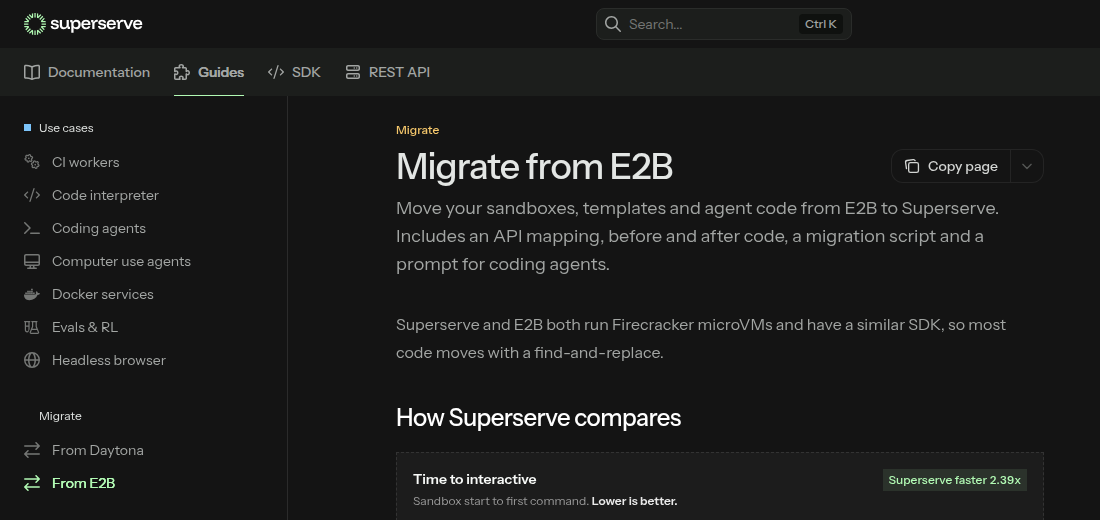 superserve
Search...
Ctrl K
Documentation
Guides
SDK
REST API
Use cases
CI workers
Code interpreter
Coding agents
Computer use agents
Docker services
Evals & RL
Headless browser
Migrate
From Daytona
From E2B
Migrate
Migrate from E2B
Copy page
Move your sandboxes, templates and agent code from E2B to Superserve.
Includes an API mapping, before and after code, a migration script and a
prompt for coding agents.
Superserve and E2B both run Firecracker microVMs and have a similar SDK, so most
code moves with a find-and-replace.
How Superserve compares
Time to interactive
Superserve faster 2.39x
Sandbox start to first command. Lower is better.